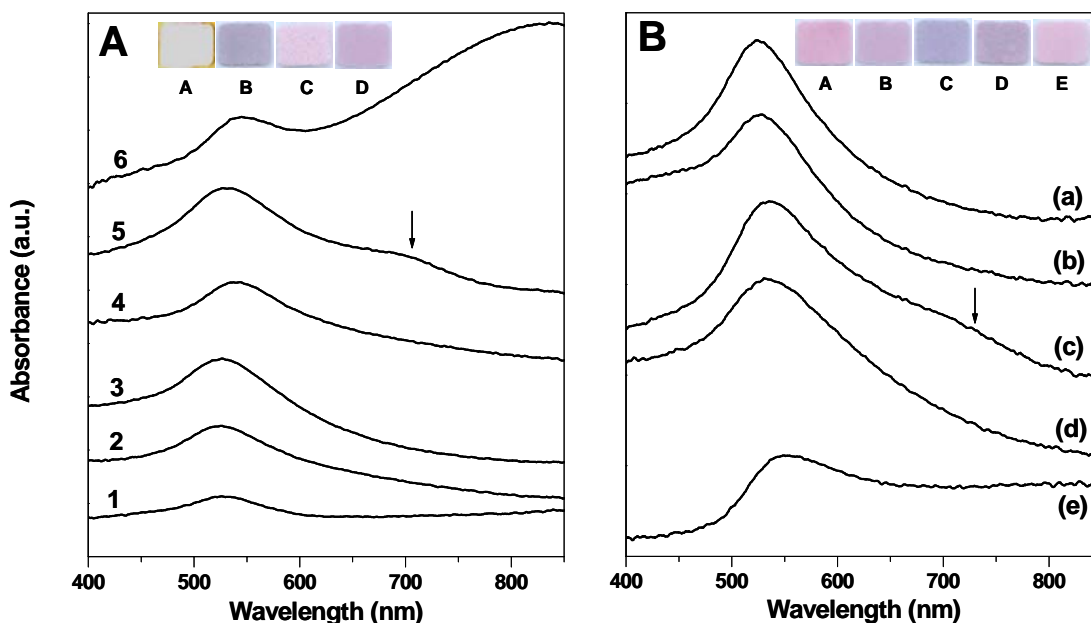 A
A B C D
6
5
4
3
2
1
400 500 600 700 800
Wavelength (nm)
Absorbance (a.u.)
B
A B C D E
(a)
(b)
(c)
(d)
(e)
400 500 600 700 800
Wavelength (nm)